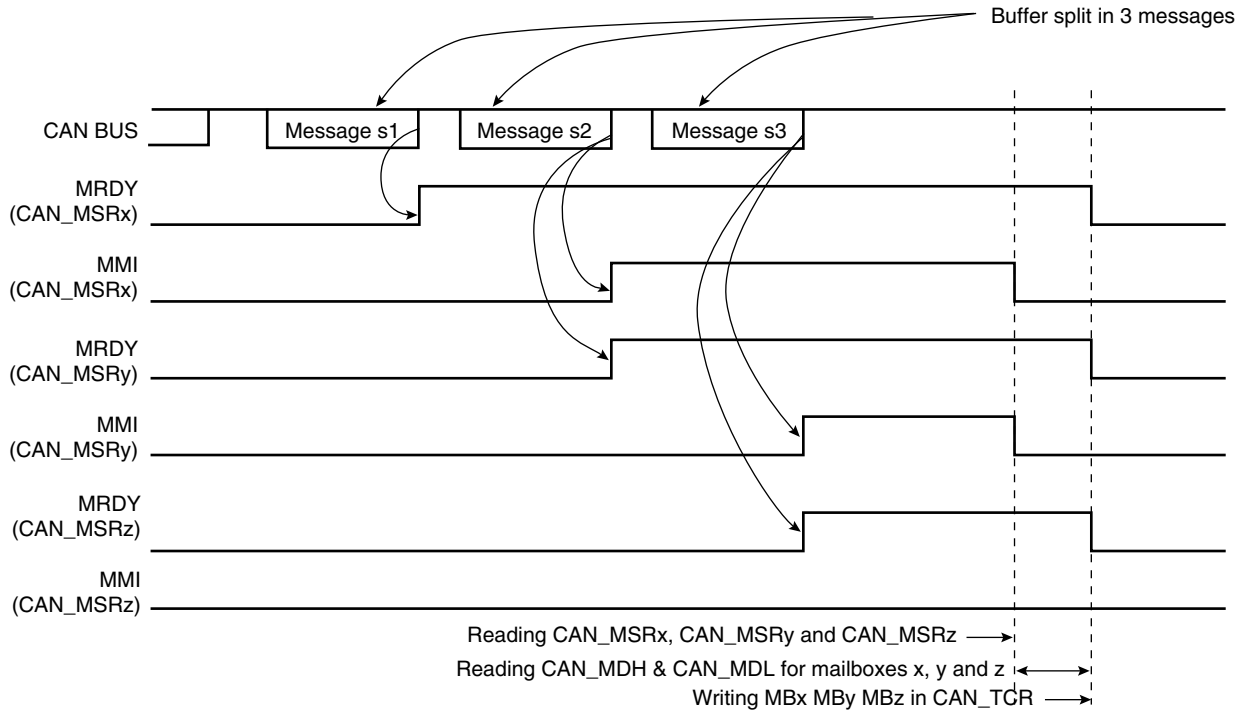 Buffer split in 3 messages
CAN BUS
Message s1
Message s2
Message s3
MRDY
(CAN_MSRx)
MMI
(CAN_MSRx)
MRDY
(CAN_MSRy)
MMI
(CAN_MSRy)
MRDY
(CAN_MSRz)
MMI
(CAN_MSRz)
Reading CAN_MSRx, CAN_MSRy and CAN_MSRz
Reading CAN_MDH & CAN_MDL for mailboxes x, y and z
Writing MBx MBy MBz in CAN_TCR